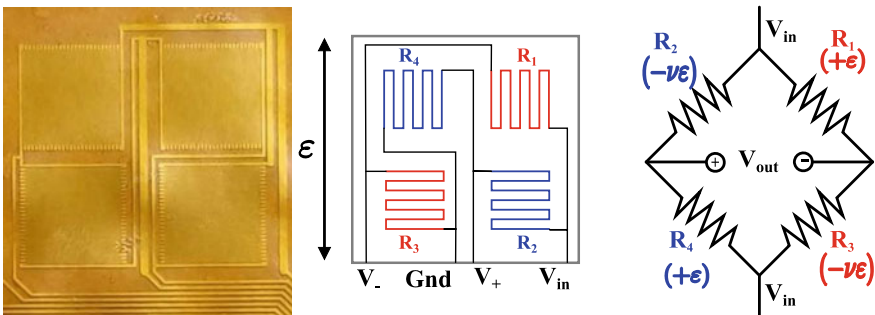 ε
R₄
R₁
R₃
R₂
V₋
Gnd
V₊
Vᵢₙ
Vᵢₙ
R₂
(-νε)
R₁
(+ε)
+
Vₒᵤₜ
-
R₄
(+ε)
R₃
(-νε)
Vᵢₙ